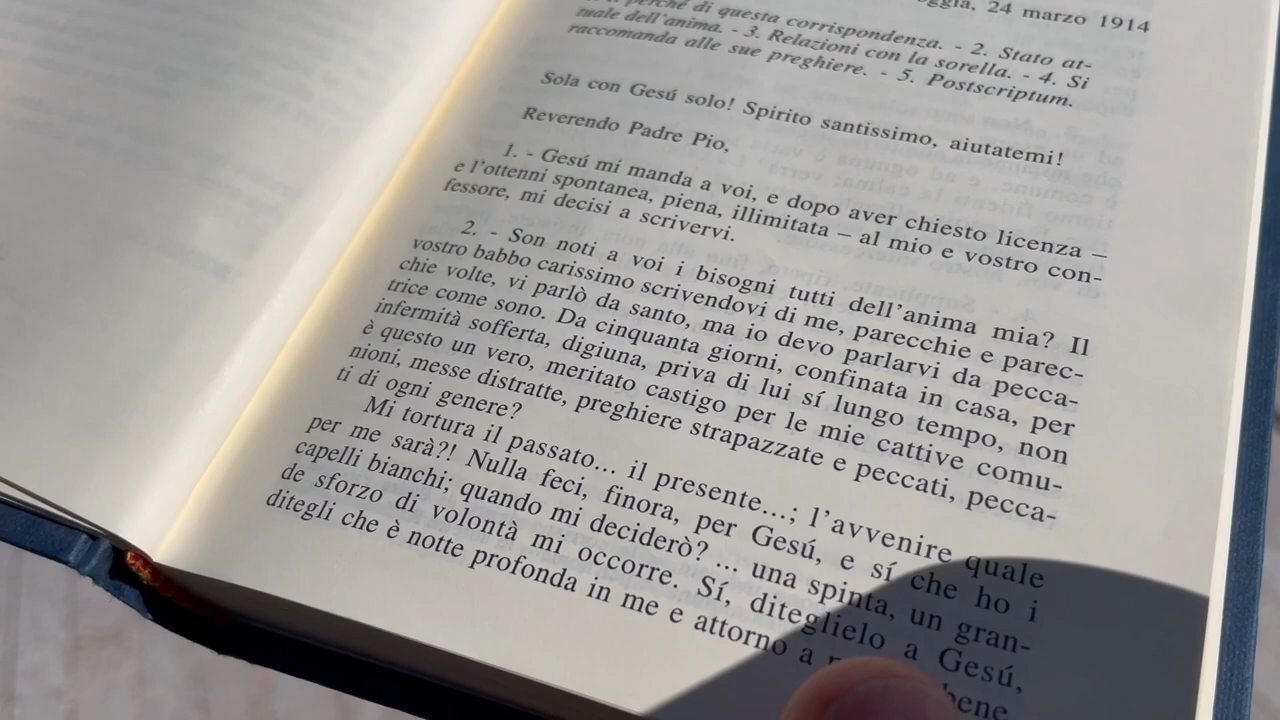 oggia, 24 marzo 1914
perché di questa corrispondenza. - 2. Stato at-
tuale dell'anima. - 3. Relazioni con la sorella. - 4. Si
raccomanda alle sue preghiere. - 5. Postscriptum.
Sola con Gesú solo! Spirito santissimo, aiutatemi!
Reverendo Padre Pio,
1. - Gesú mi manda a voi, e dopo aver chiesto licenza –
e l'ottenni spontanea, piena, illimitata – al mio e vostro con-
fessore, mi decisi a scrivervi.
2. - Son noti a voi i bisogni tutti dell'anima mia? Il
vostro babbo carissimo scrivendovi di me, parecchie e parec-
chie volte, vi parlò da santo, ma io devo parlarvi da pecca-
trice come sono. Da cinquanta giorni, confinata in casa, per
infermità sofferta, digiuna, priva di lui sí lungo tempo, non
è questo un vero, meritato castigo per le mie cattive comu-
nioni, messe distratte, preghiere strapazzate e peccati, pecca-
ti di ogni genere?
Mi tortura il passato... il presente...; l'avvenire quale
per me sarà?! Nulla feci, finora, per Gesú, e sí che ho i
capelli bianchi; quando mi deciderò? ... una spinta, un gran-
de sforzo di volontà mi occorre. Sí, diteglielo a Gesú,
ditegli che è notte profonda in me e attorno a bene